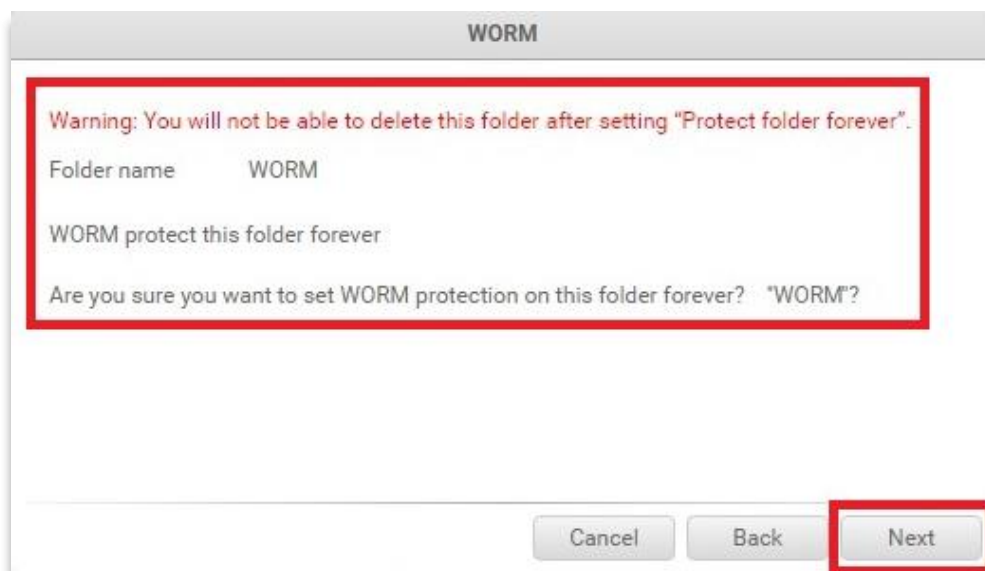 WORM
Warning: You will not be able to delete this folder after setting “Protect folder forever”.
Folder name WORM
WORM protect this folder forever
Are you sure you want to set WORM protection on this folder forever? "WORM"?
Cancel Back Next